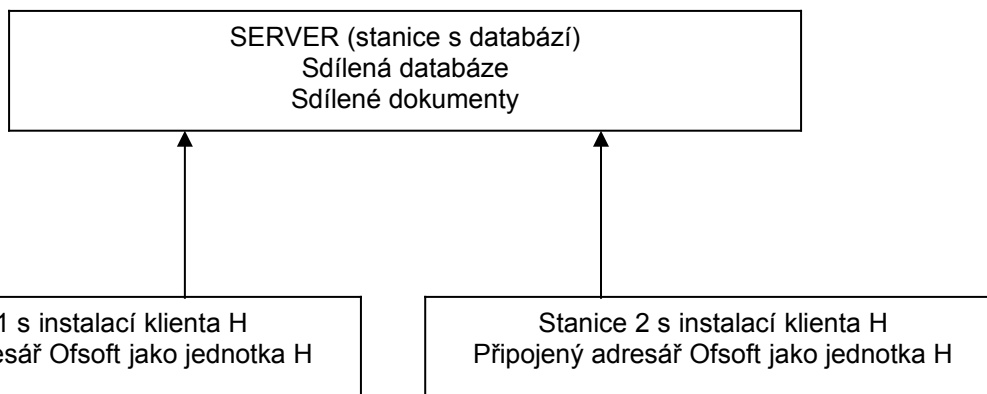 SERVER (stanice s databází)
Sdílená databáze
Sdílené dokumenty
1 s instalací klienta H
Ofsoft jako jednotka H
Stanice 2 s instalací klienta H
Připojený adresář Ofsoft jako jednotka H